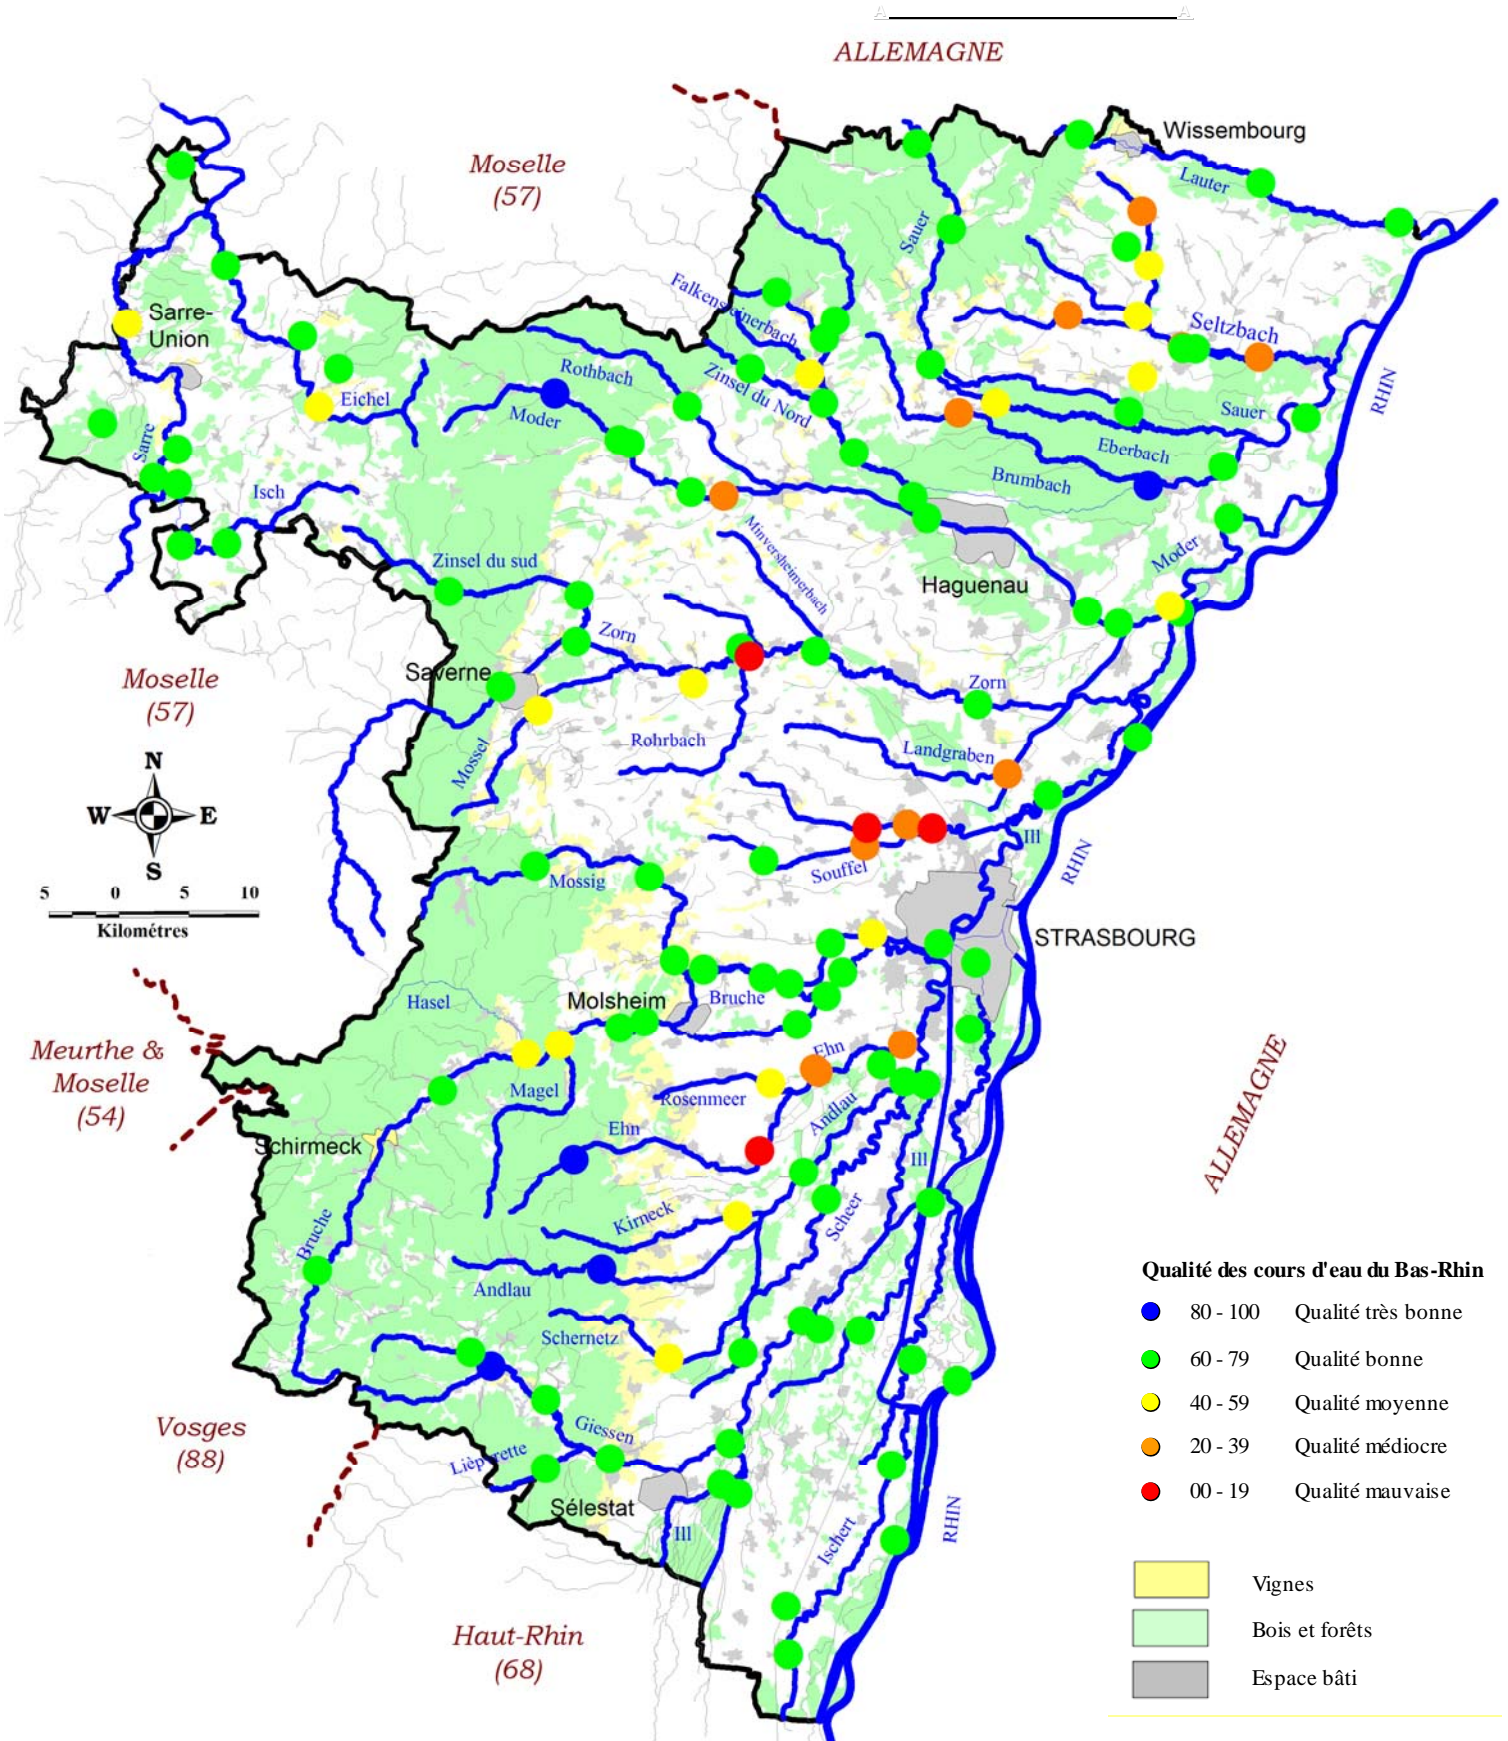 A A
ALLEMAGNE
Wissembourg
Moselle
(57)
Lauter
Sauer
Falkensteinerbach
Sarre-
Union
Seltzbach
Rothbach
Zinsel du Nord
RHIN
Eichel
Moder
Sauer
Sarre
Eberbach
Isch
Brumbach
Minversheimerbach
Moder
Zinsel du sud
Haguenau
Zorn
Saverne
Moselle
(57)
Zorn
Rohrbach
Landgraben
Mossel
N
W E
S
Ill
RHIN
Souffel
Mossig
5 0 5 10
Kilométres
STRASBOURG
Hasel
Molsheim
Bruche
Meurthe &
Moselle
(54)
Ehn
Magel
Rosenmeer
Andlau
ALLEMAGNE
Schirmeck
Ehn
Ill
Kirneck
Scheer
Bruche
Andlau
Schernetz
Qualité des cours d'eau du Bas-Rhin
80 - 100 Qualité très bonne
60 - 79 Qualité bonne
40 - 59 Qualité moyenne
20 - 39 Qualité médiocre
00 - 19 Qualité mauvaise
Vosges
(88)
Giessen
Lièpvrette
Sélestat
Ill
Ischert
RHIN
Vignes
Bois et forêts
Espace bâti
Haut-Rhin
(68)